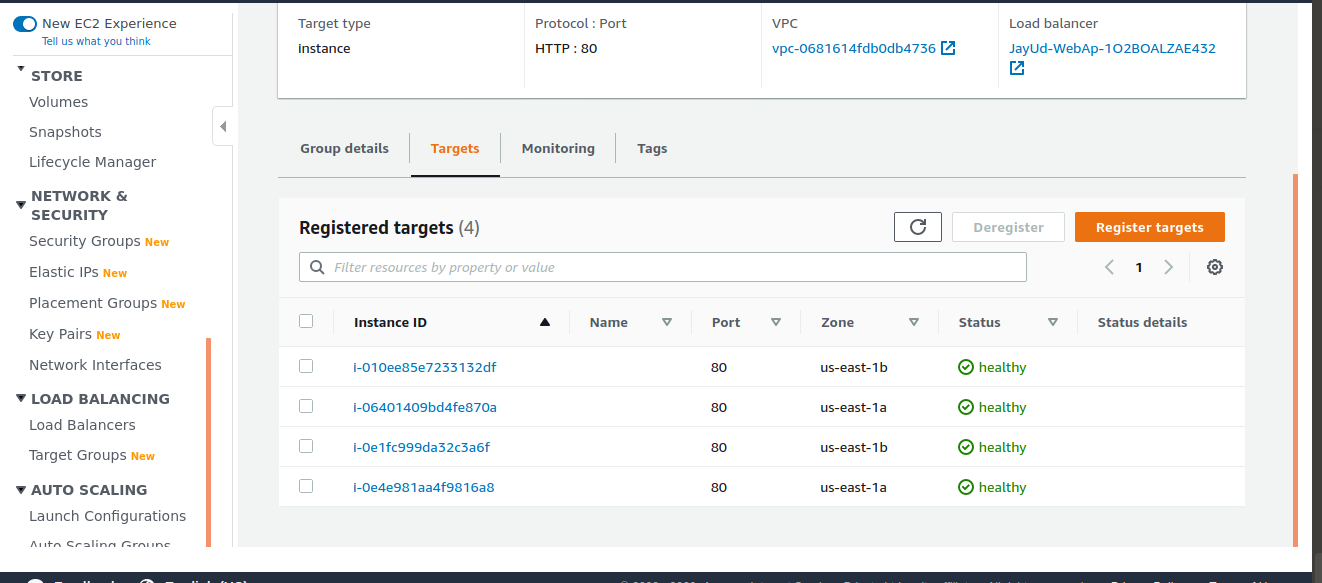 New EC2 Experience
Tell us what you think
STORE
Volumes
Snapshots
Lifecycle Manager
NETWORK &
SECURITY
Security Groups New
Elastic IPs New
Placement Groups New
Key Pairs New
Network Interfaces
LOAD BALANCING
Load Balancers
Target Groups New
AUTO SCALING
Launch Configurations
Auto Scaling Groups
Target type
instance
Protocol : Port
HTTP : 80
VPC
vpc-0681614fdb0db4736
Load balancer
JayUd-WebAp-1O2BOALZAE432
Group details Targets Monitoring Tags
Registered targets (4)
Deregister Register targets
Filter resources by property or value
1
Instance ID Name Port Zone Status Status details
i-010ee85e7233132df 80 us-east-1b healthy
i-06401409bd4fe870a 80 us-east-1a healthy
i-0e1fc999da32c3a6f 80 us-east-1b healthy
i-0e4e981aa4f9816a8 80 us-east-1a healthy